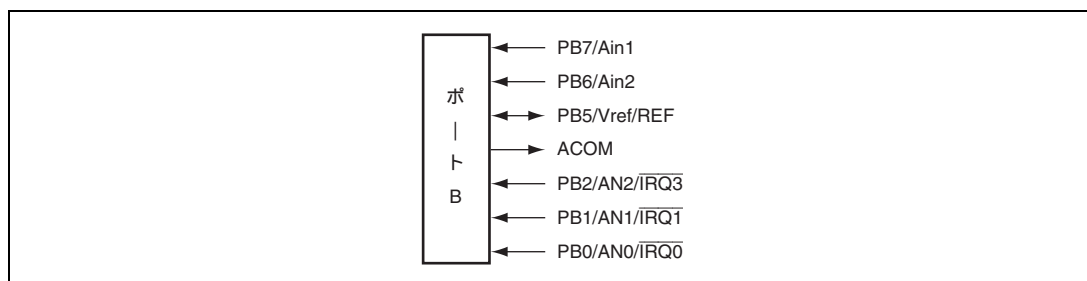 ポートB
PB7/Ain1
PB6/Ain2
PB5/Vref/REF
ACOM
PB2/AN2/IRQ3
PB1/AN1/IRQ1
PB0/AN0/IRQ0